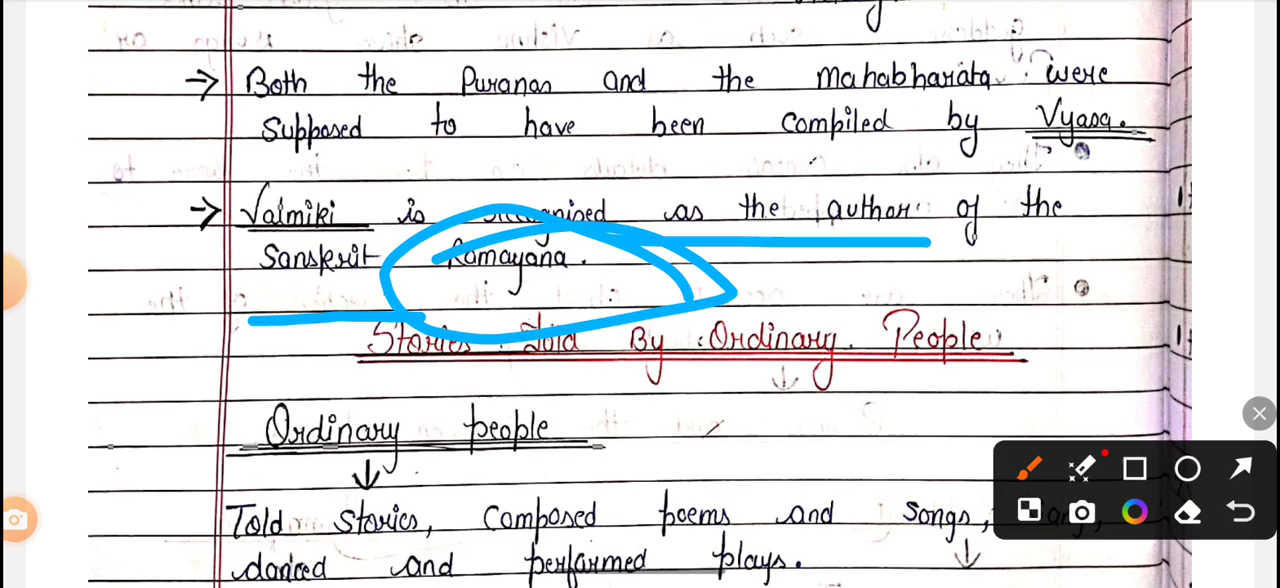 → Both the Puranas and the Mahabharata were
supposed to have been compiled by Vyasa.
→ Valmiki is recognised as the author of the
Sanskrit Ramayana.
Stories Told By Ordinary People
Ordinary people
↓
Told stories, composed poems and songs,
danced and performed plays.